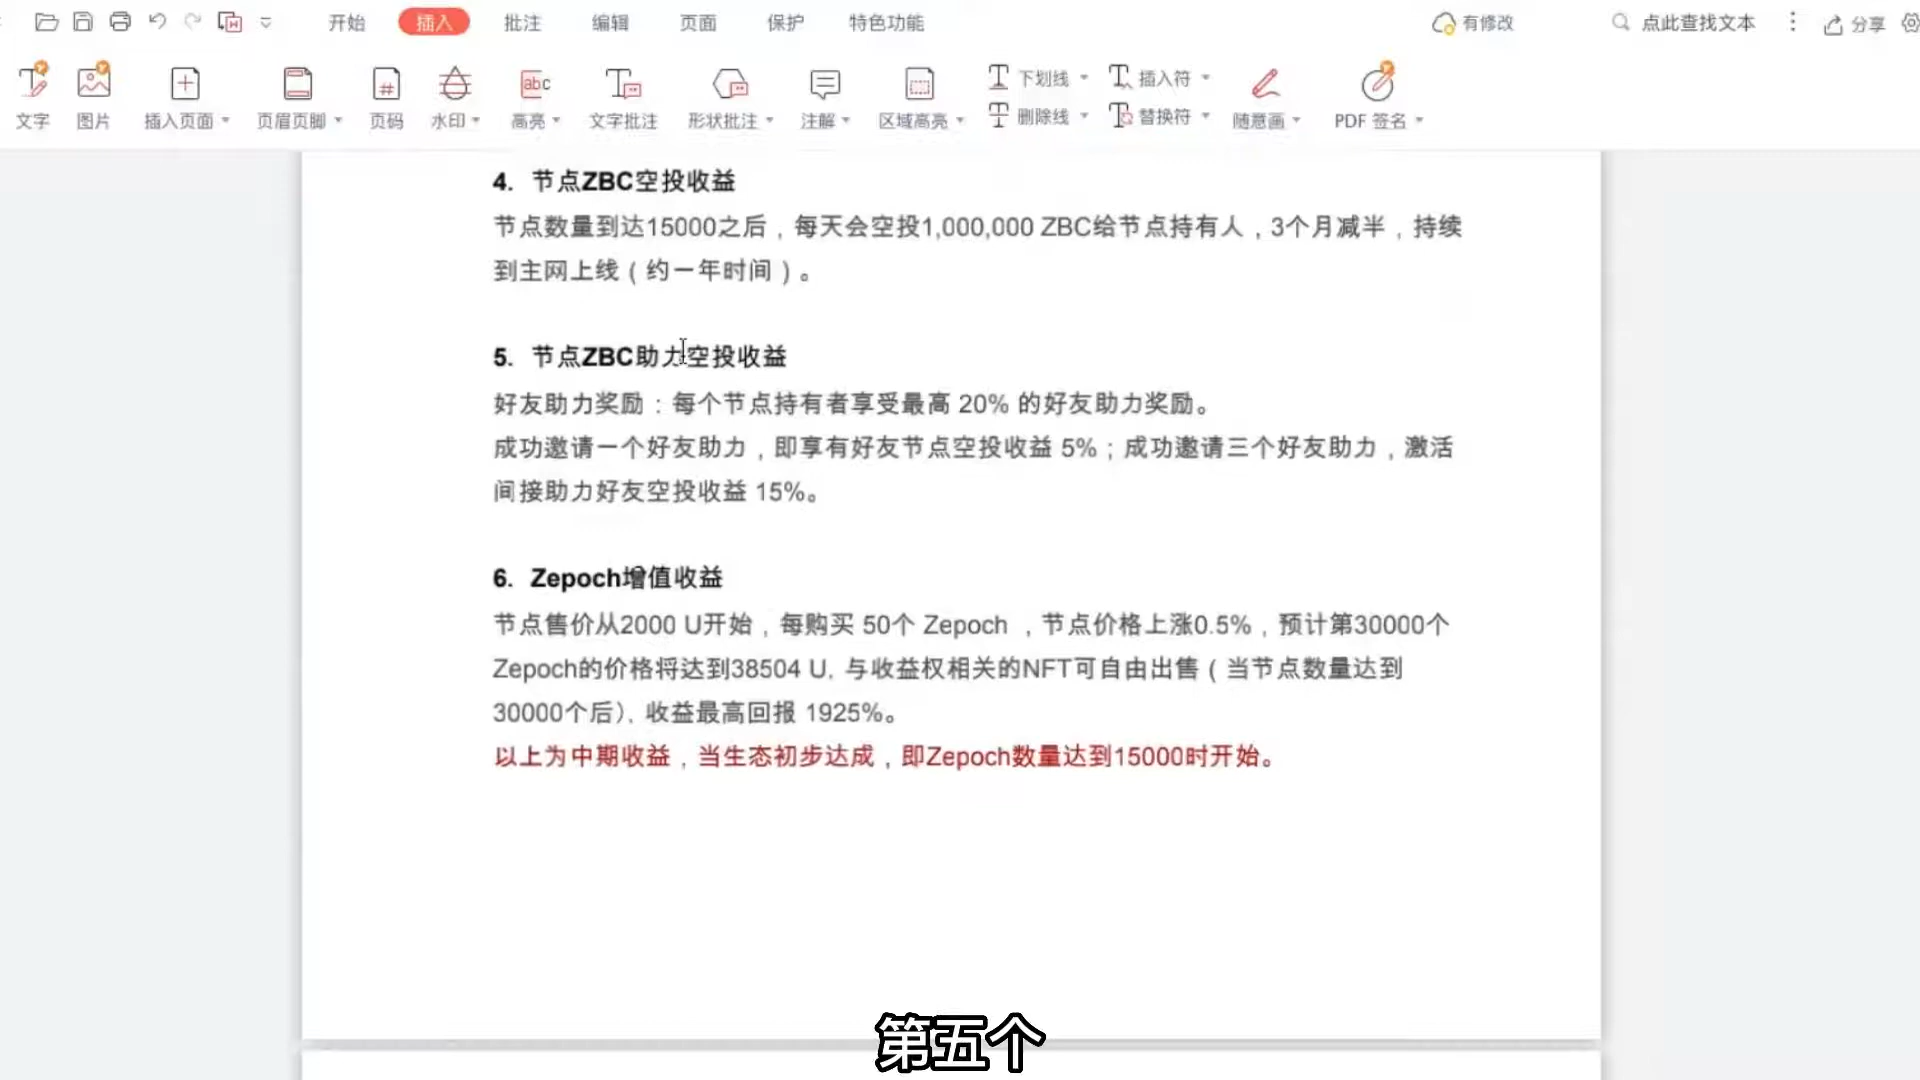 开始
插入
批注
编辑
页面
保护
特色功能
有修改
点此查找文本
分享
文字
图片
插入页面
页眉页脚
页码
水印
abc
高亮
文字批注
形状批注
注解
区域高亮
下划线
删除线
插入符
替换符
随意画
PDF 签名
4. 节点ZBC空投收益
节点数量到达15000之后，每天会空投1,000,000 ZBC给节点持有人，3个月减半，持续
到主网上线（约一年时间）。
5. 节点ZBC助力空投收益
好友助力奖励：每个节点持有者享受最高 20% 的好友助力奖励。
成功邀请一个好友助力，即享有好友节点空投收益 5%；成功邀请三个好友助力，激活
间接助力好友空投收益 15%。
6. Zepoch增值收益
节点售价从2000 U开始，每购买 50个 Zepoch ，节点价格上涨0.5%，预计第30000个
Zepoch的价格将达到38504 U, 与收益权相关的NFT可自由出售（当节点数量达到
30000个后），收益最高回报 1925%。
以上为中期收益，当生态初步达成，即Zepoch数量达到15000时开始。
第五个